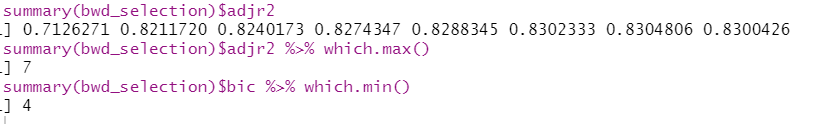 summary(bwd_selection)$adjr2
] 0.7126271 0.8211720 0.8240173 0.8274347 0.8288345 0.8302333 0.8304806 0.8300426
summary(bwd_selection)$adjr2 %>% which.max()
] 7
summary(bwd_selection)$bic %>% which.min()
] 4